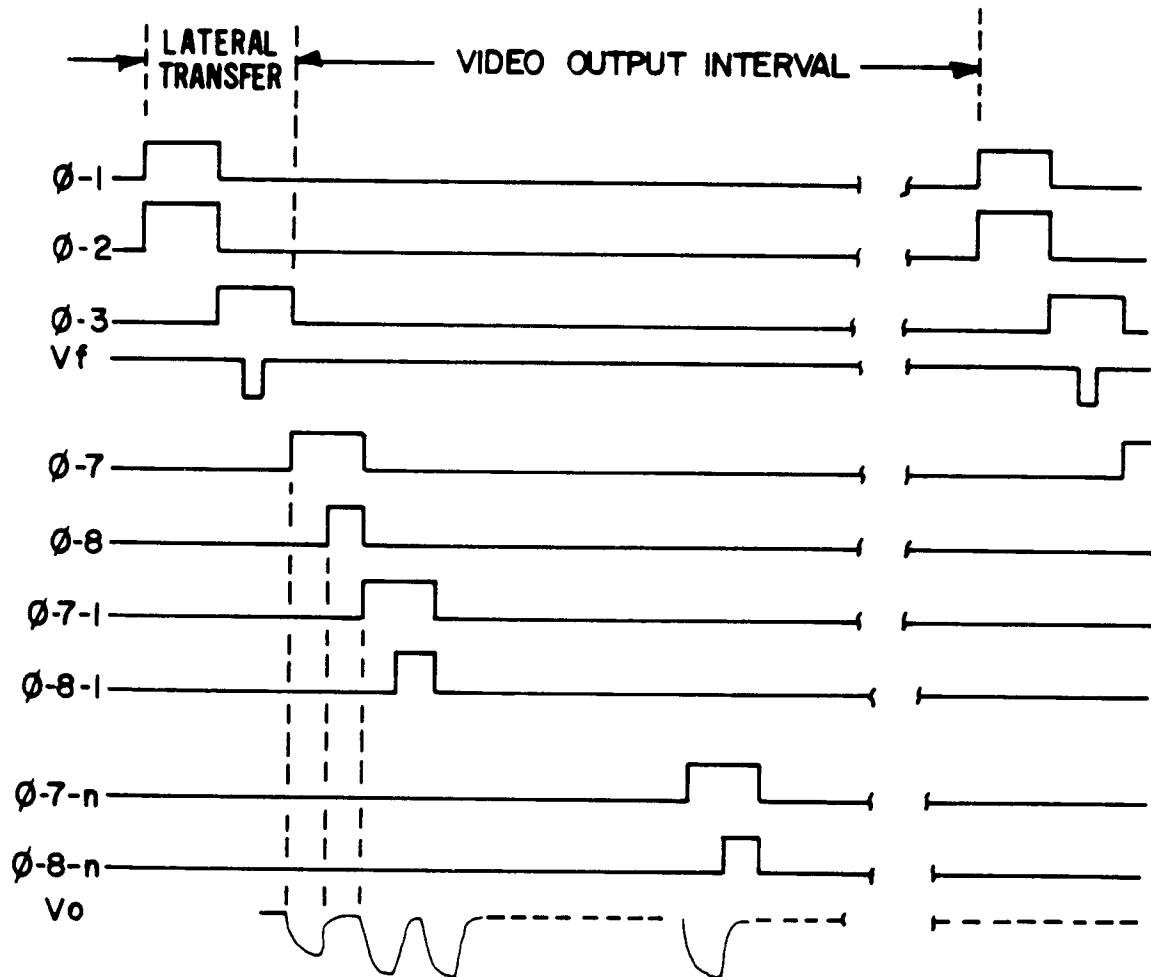 LATERAL
TRANSFER
VIDEO OUTPUT INTERVAL
Ø-1
Ø-2
Ø-3
Vf
Ø-7
Ø-8
Ø-7-1
Ø-8-1
Ø-7-n
Ø-8-n
Vo